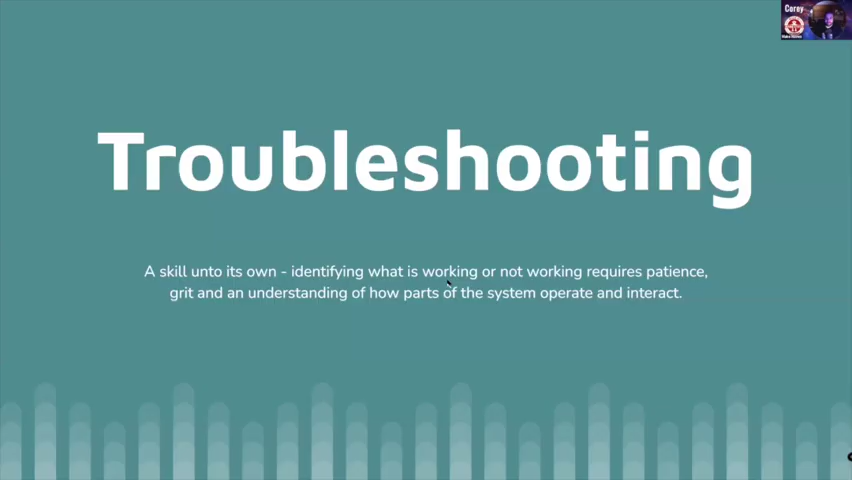 Corey
Troubleshooting
A skill unto its own - identifying what is working or not working requires patience,
grit and an understanding of how parts of the system operate and interact.